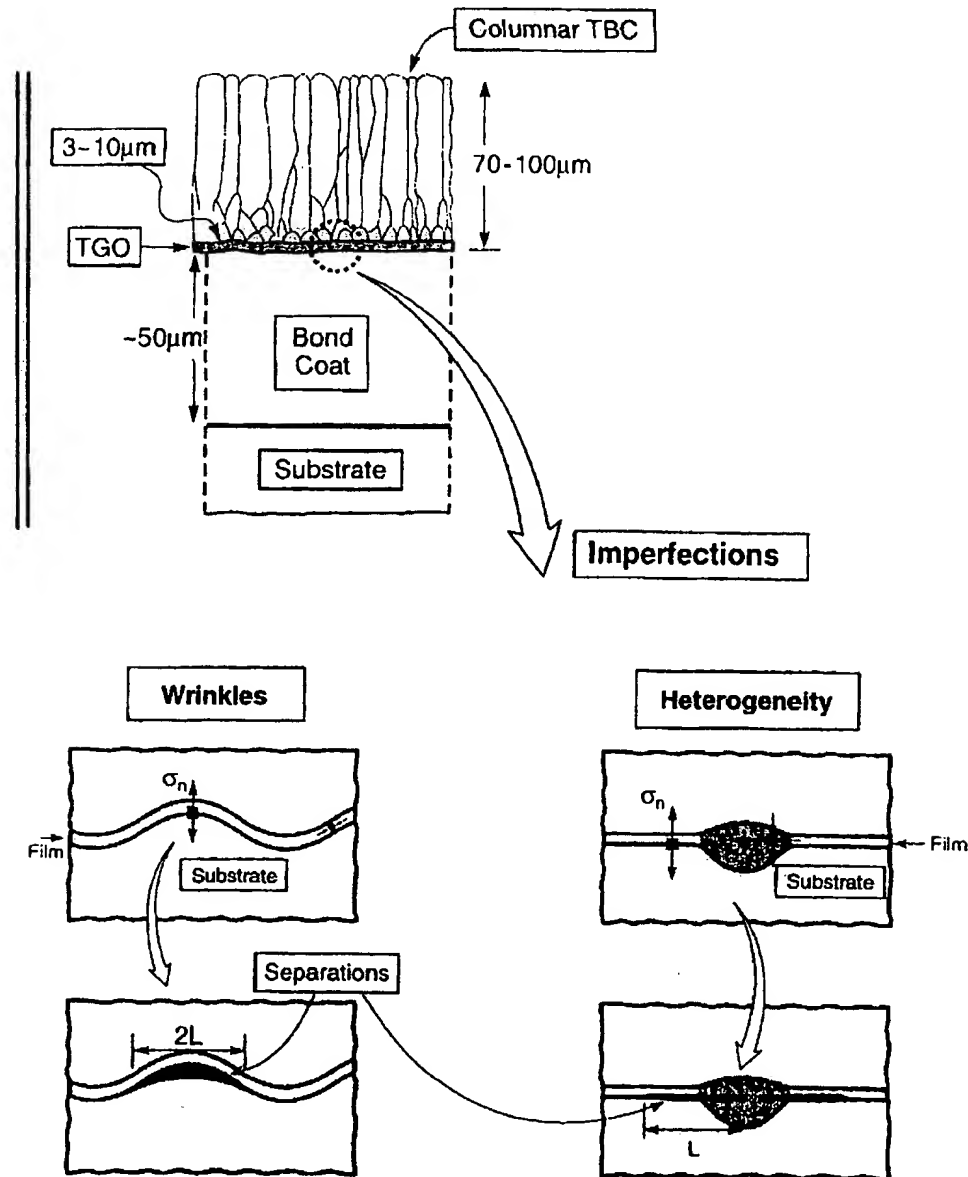 Columnar TBC
3~10μm
70-100μm
TGO
~50μm
Bond
Coat
Substrate
Imperfections
Wrinkles
Heterogeneity
σn
Film
Substrate
σn
Film
Substrate
Separations
2L
L